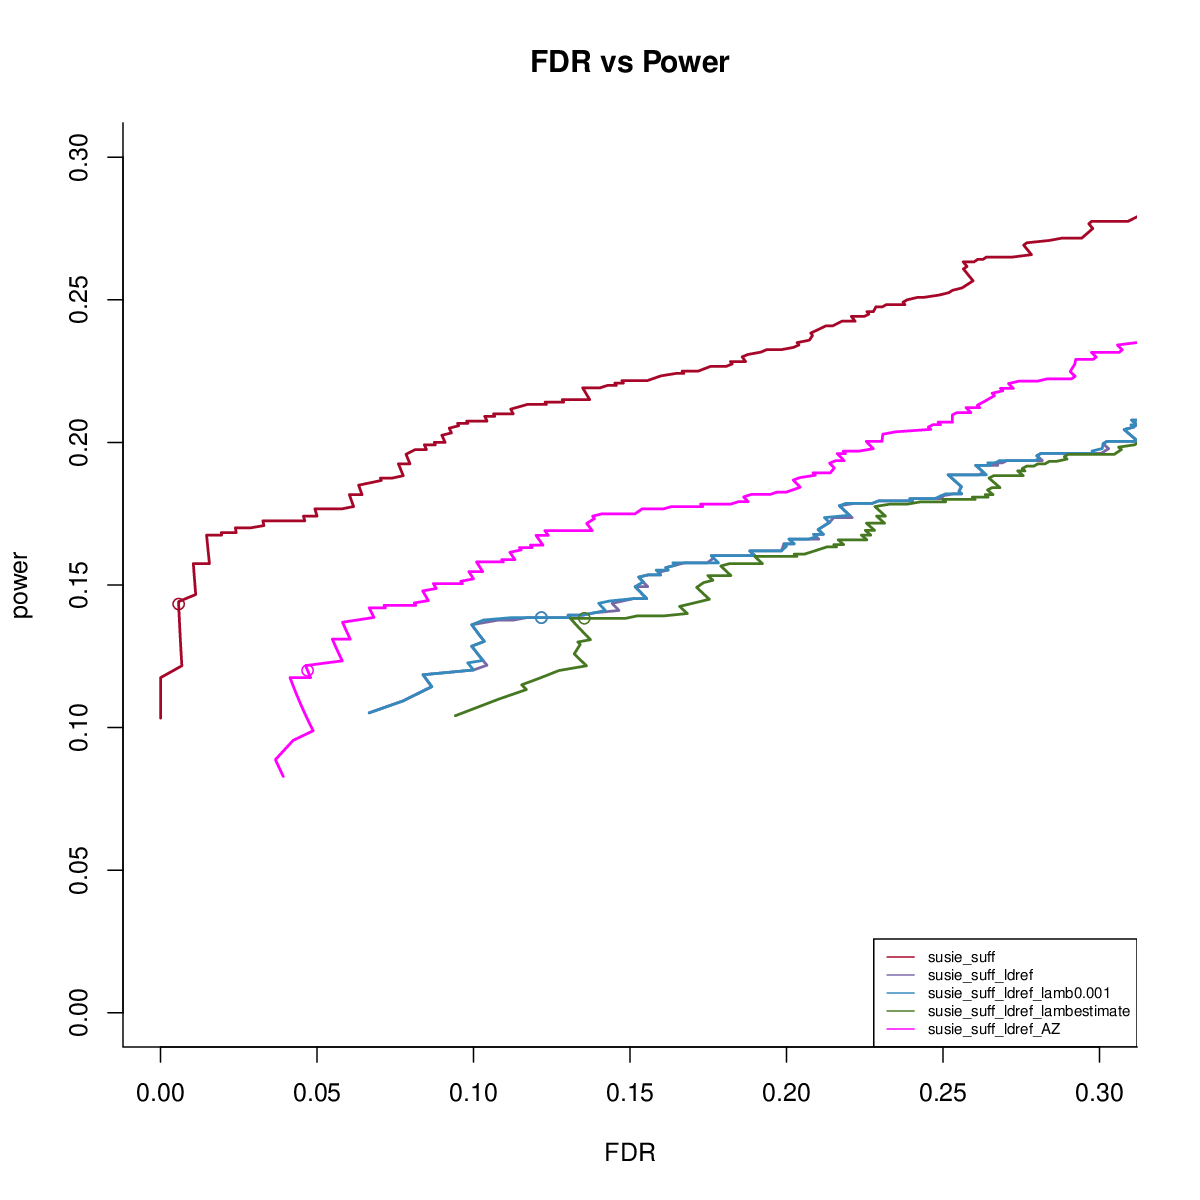 FDR vs Power
power
0.30
0.25
0.20
0.15
0.10
0.05
0.00
susie_suff
susie_suff_ldref
susie_suff_ldref_lamb0.001
susie_suff_ldref_lambestimate
susie_suff_ldref_AZ
0.00 0.05 0.10 0.15 0.20 0.25 0.30
FDR